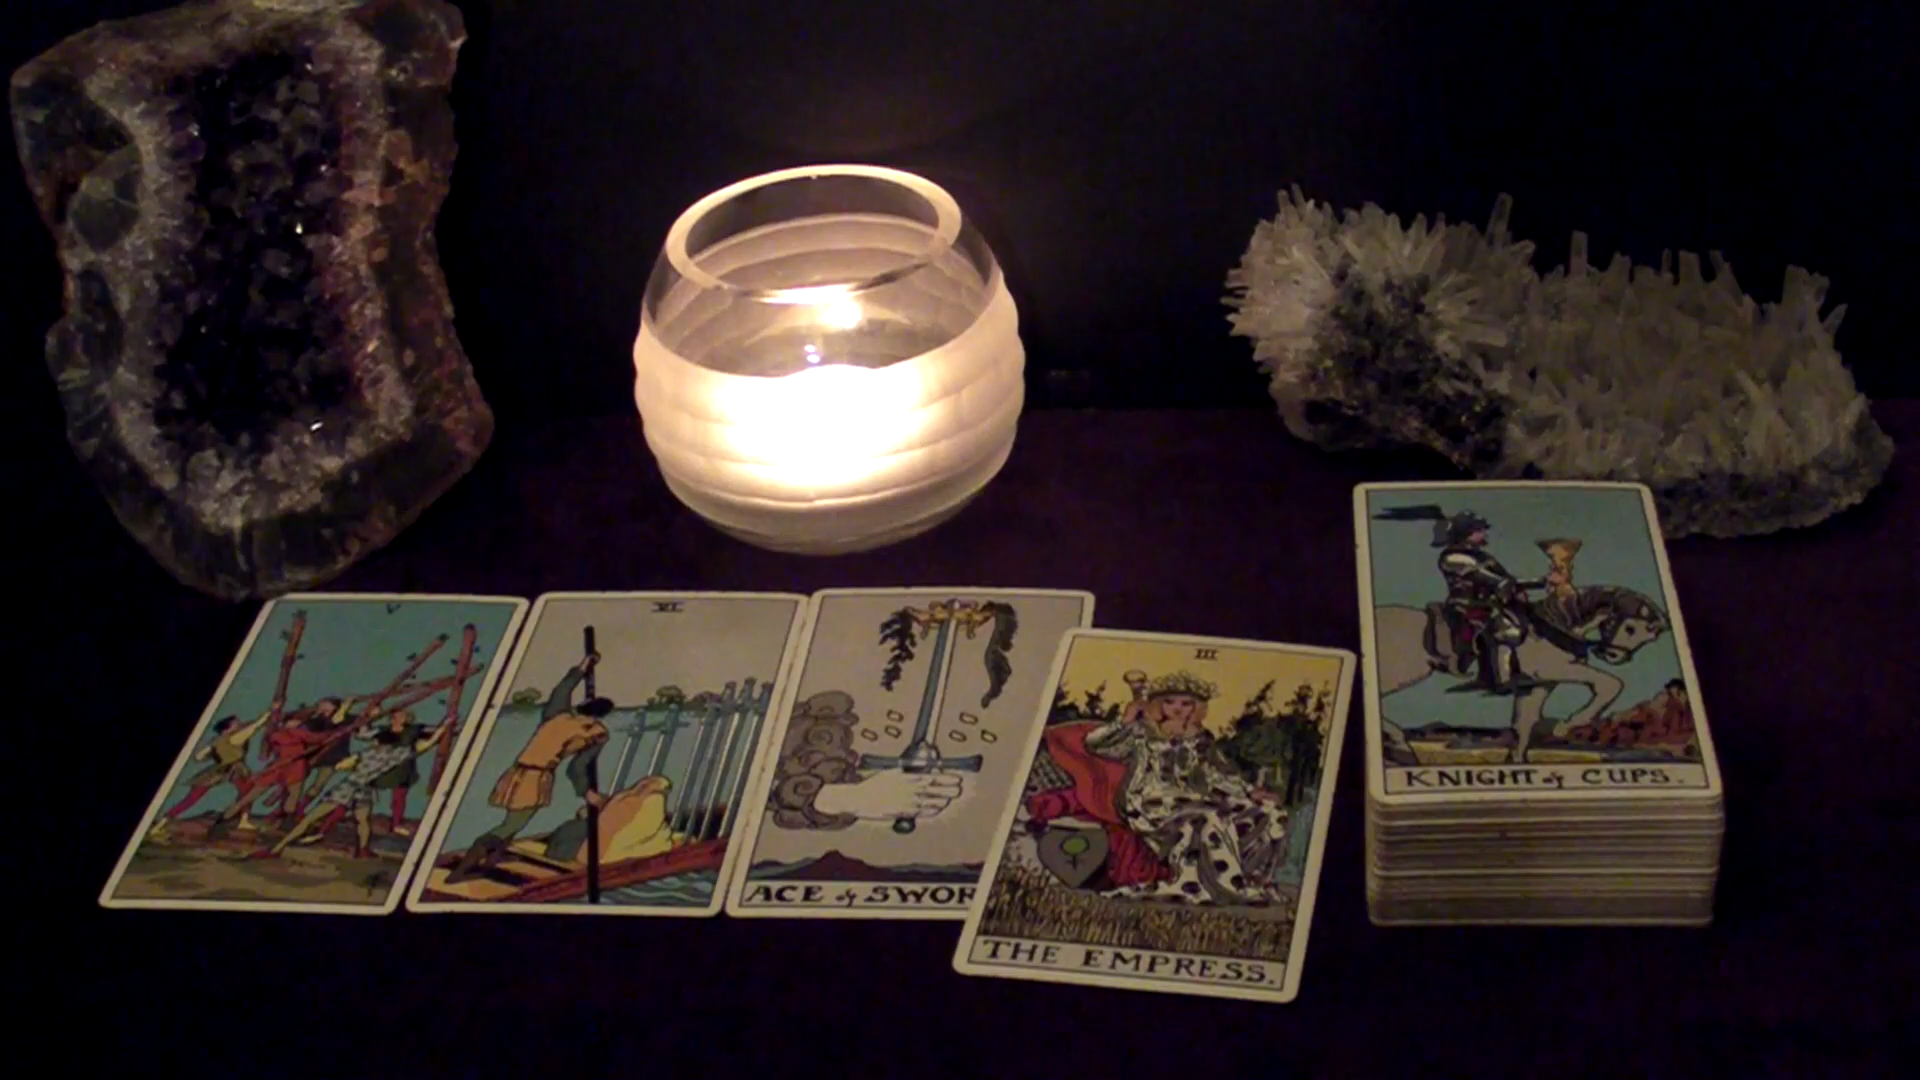 V
VI
ACE of SWOR
III
THE EMPRESS.
KNIGHT of CUPS.